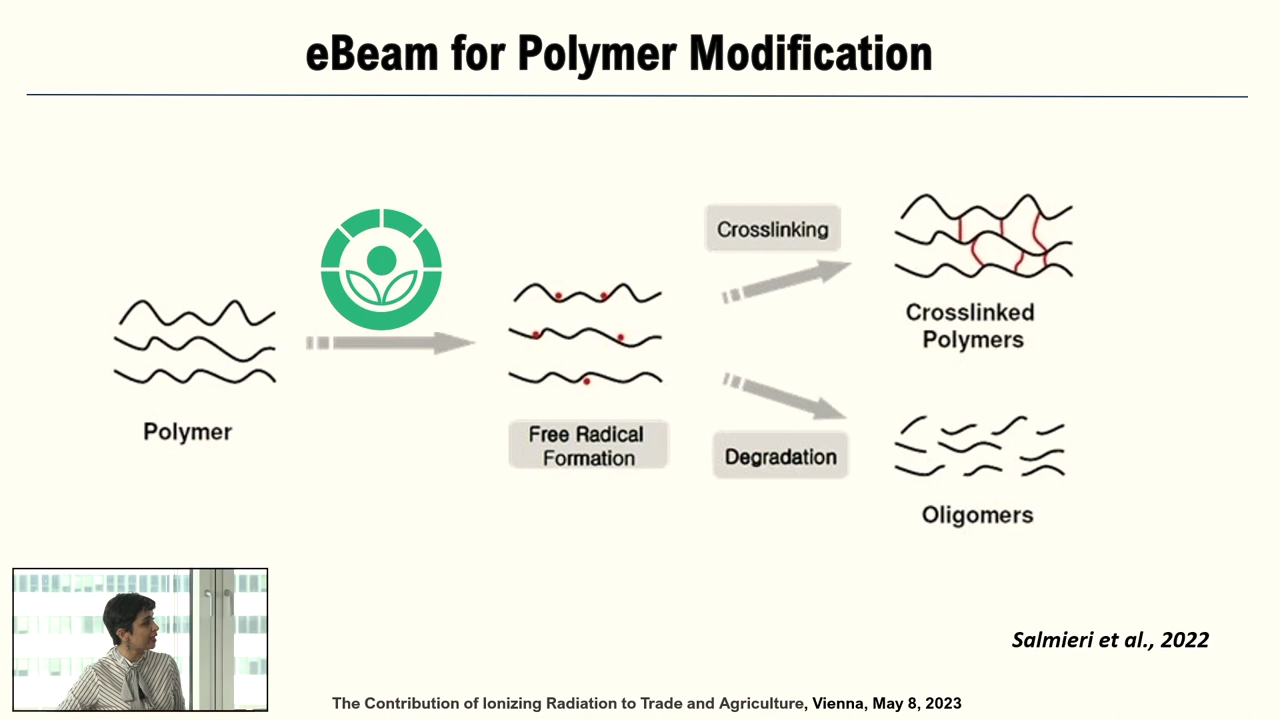 eBeam for Polymer Modification
Crosslinking
Crosslinked
Polymers
Polymer
Free Radical
Formation
Degradation
Oligomers
Salmieri et al., 2022
The Contribution of Ionizing Radiation to Trade and Agriculture, Vienna, May 8, 2023